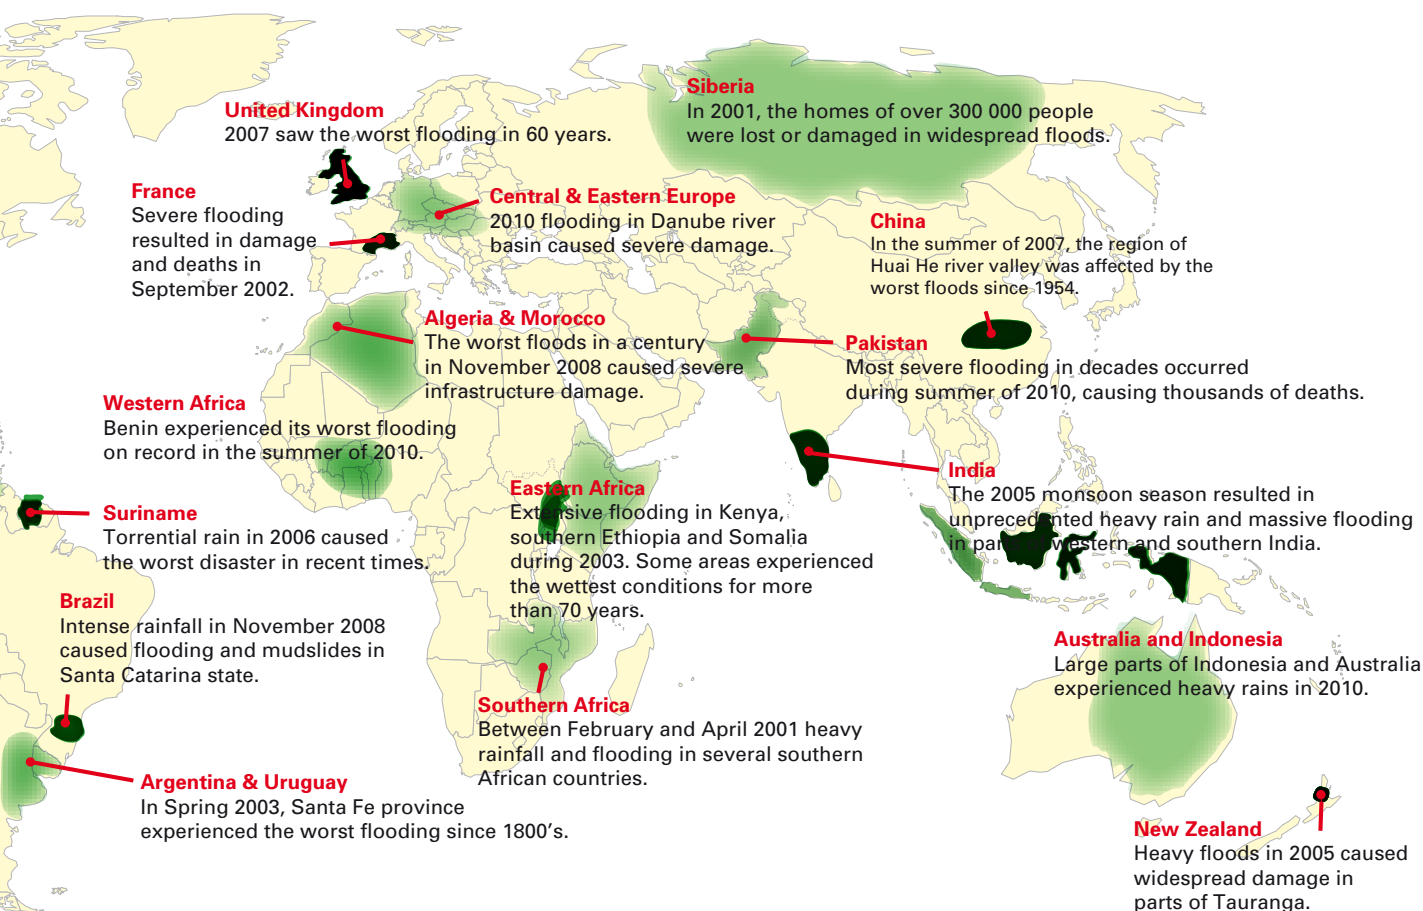 United Kingdom
2007 saw the worst flooding in 60 years.
Siberia
In 2001, the homes of over 300 000 people
were lost or damaged in widespread floods.
France
Severe flooding
resulted in damage
and deaths in
September 2002.
Central & Eastern Europe
2010 flooding in Danube river
basin caused severe damage.
China
In the summer of 2007, the region of
Huai He river valley was affected by the
worst floods since 1954.
Algeria & Morocco
The worst floods in a century
in November 2008 caused severe
infrastructure damage.
Pakistan
Most severe flooding in decades occurred
during summer of 2010, causing thousands of deaths.
Western Africa
Benin experienced its worst flooding
on record in the summer of 2010.
India
The 2005 monsoon season resulted in
unprecedented heavy rain and massive flooding
in parts of western and southern India.
Eastern Africa
Extensive flooding in Kenya,
southern Ethiopia and Somalia
during 2003. Some areas experienced
the wettest conditions for more
than 70 years.
Suriname
Torrential rain in 2006 caused
the worst disaster in recent times.
Brazil
Intense rainfall in November 2008
caused flooding and mudslides in
Santa Catarina state.
Australia and Indonesia
Large parts of Indonesia and Australia
experienced heavy rains in 2010.
Southern Africa
Between February and April 2001 heavy
rainfall and flooding in several southern
African countries.
Argentina & Uruguay
In Spring 2003, Santa Fe province
experienced the worst flooding since 1800's.
New Zealand
Heavy floods in 2005 caused
widespread damage in
parts of Tauranga.